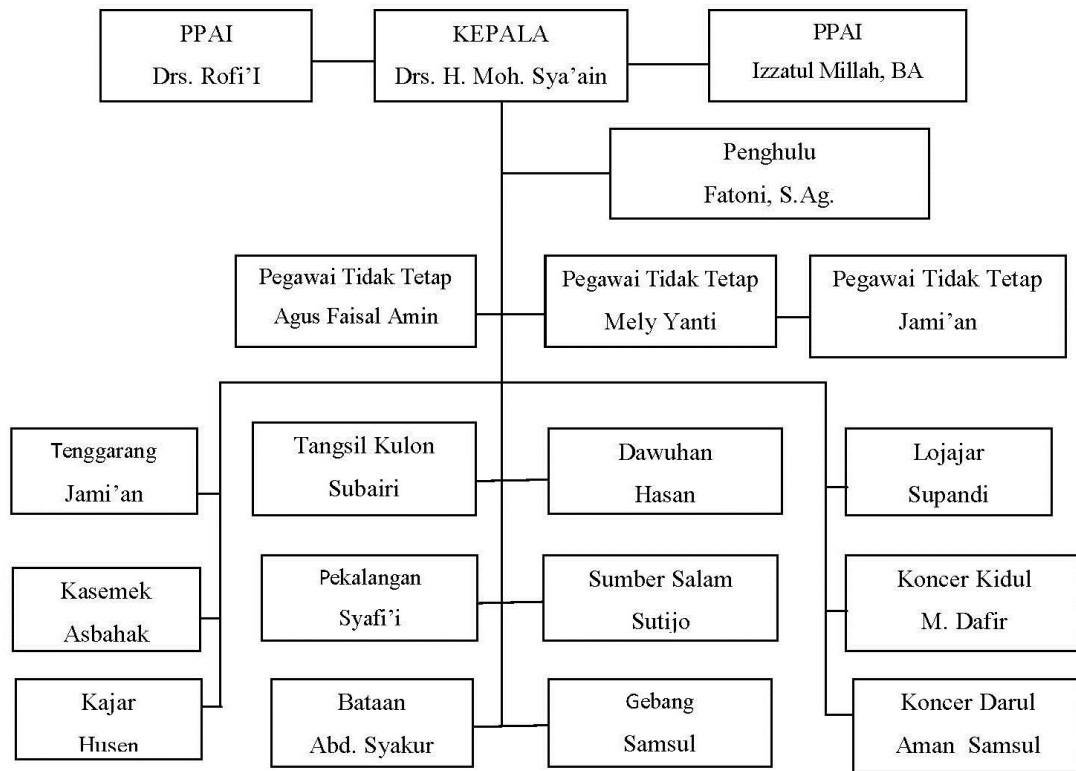 PPAI
Drs. Rofi’I
KEPALA
Drs. H. Moh. Sya’ain
PPAI
Izzatul Millah, BA
Penghulu
Fatoni, S.Ag.
Pegawai Tidak Tetap
Agus Faisal Amin
Pegawai Tidak Tetap
Mely Yanti
Pegawai Tidak Tetap
Jami’an
Tenggarang
Jami’an
Tangsil Kulon
Subairi
Dawuhan
Hasan
Lojajar
Supandi
Kasemek
Asbahak
Pekalangan
Syafi’i
Sumber Salam
Sutijo
Koncer Kidul
M. Dafir
Kajar
Husen
Bataan
Abd. Syakur
Gebang
Samsul
Koncer Darul
Aman Samsul